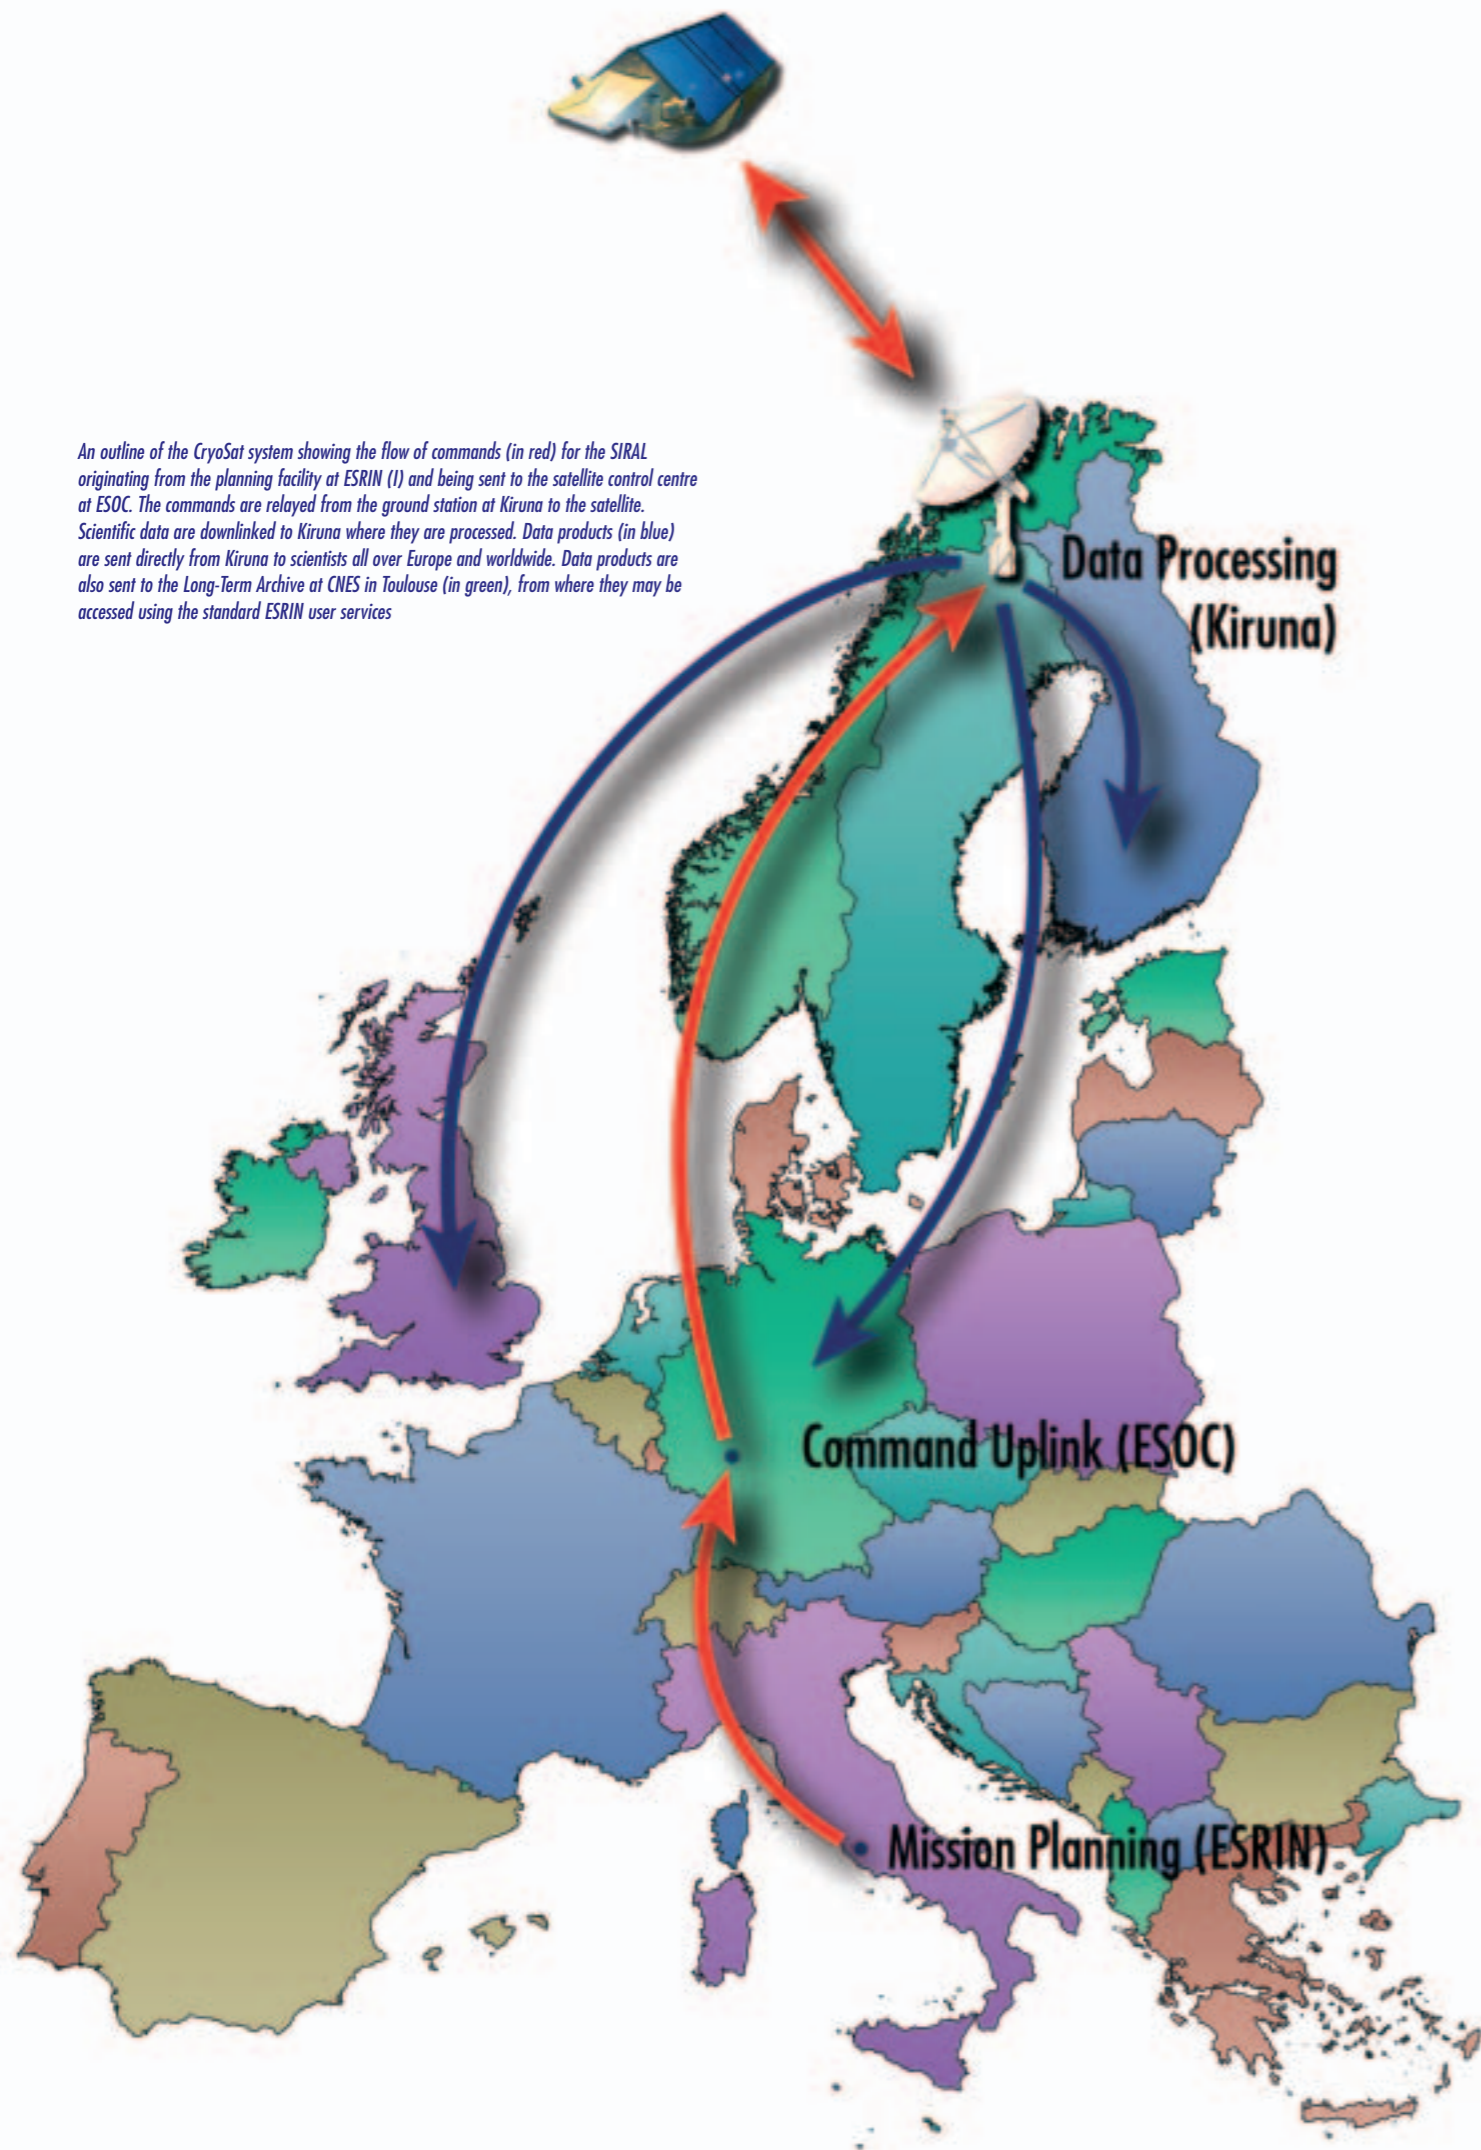 An outline of the CryoSat system showing the flow of commands (in red) for the SIRAL
originating from the planning facility at ESRIN (I) and being sent to the satellite control centre
at ESOC. The commands are relayed from the ground station at Kiruna to the satellite.
Scientific data are downlinked to Kiruna where they are processed. Data products (in blue)
are sent directly from Kiruna to scientists all over Europe and worldwide. Data products are
also sent to the Long-Term Archive at CNES in Toulouse (in green), from where they may be
accessed using the standard ESRIN user services
Data Processing
(Kiruna)
Command Uplink (ESOC)
Mission Planning (ESRIN)